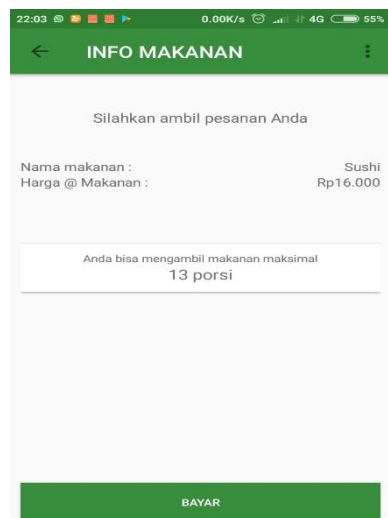 22:03 0.00K/s 4G 55%
INFO MAKANAN
Silahkan ambil pesanan Anda
Nama makanan : Sushi
Harga @ Makanan : Rp16.000
Anda bisa mengambil makanan maksimal
13 porsi
BAYAR